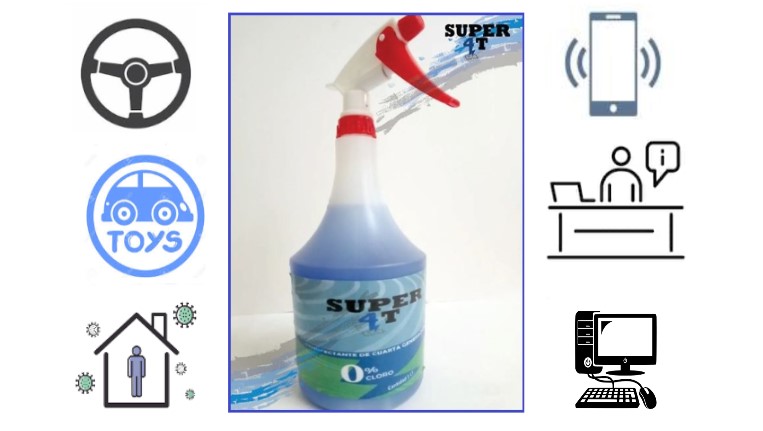 SUPER
4T
TOYS
SUPER
4T
DE CUARTA
0%
CLORO